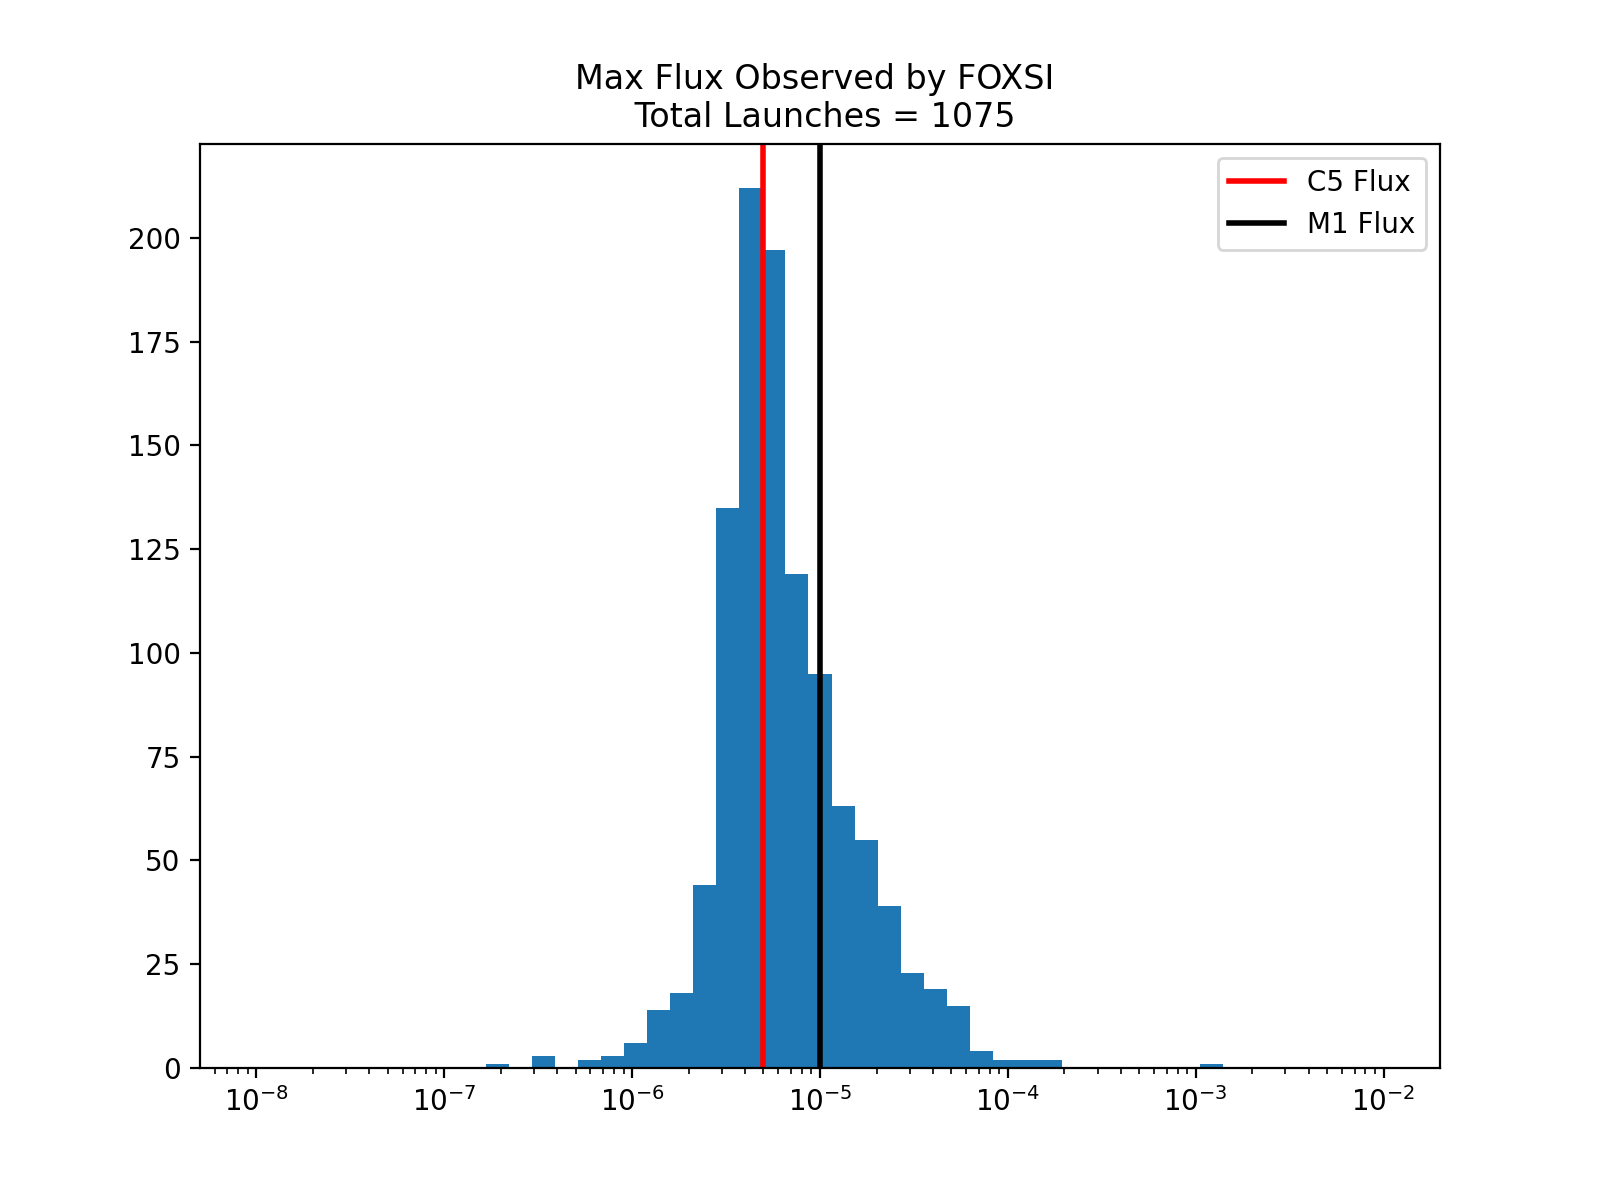 Max Flux Observed by FOXSI
Total Launches = 1075
C5 Flux
M1 Flux
200
175
150
125
100
75
50
25
0
10⁻⁸ 10⁻⁷ 10⁻⁶ 10⁻⁵ 10⁻⁴ 10⁻³ 10⁻²